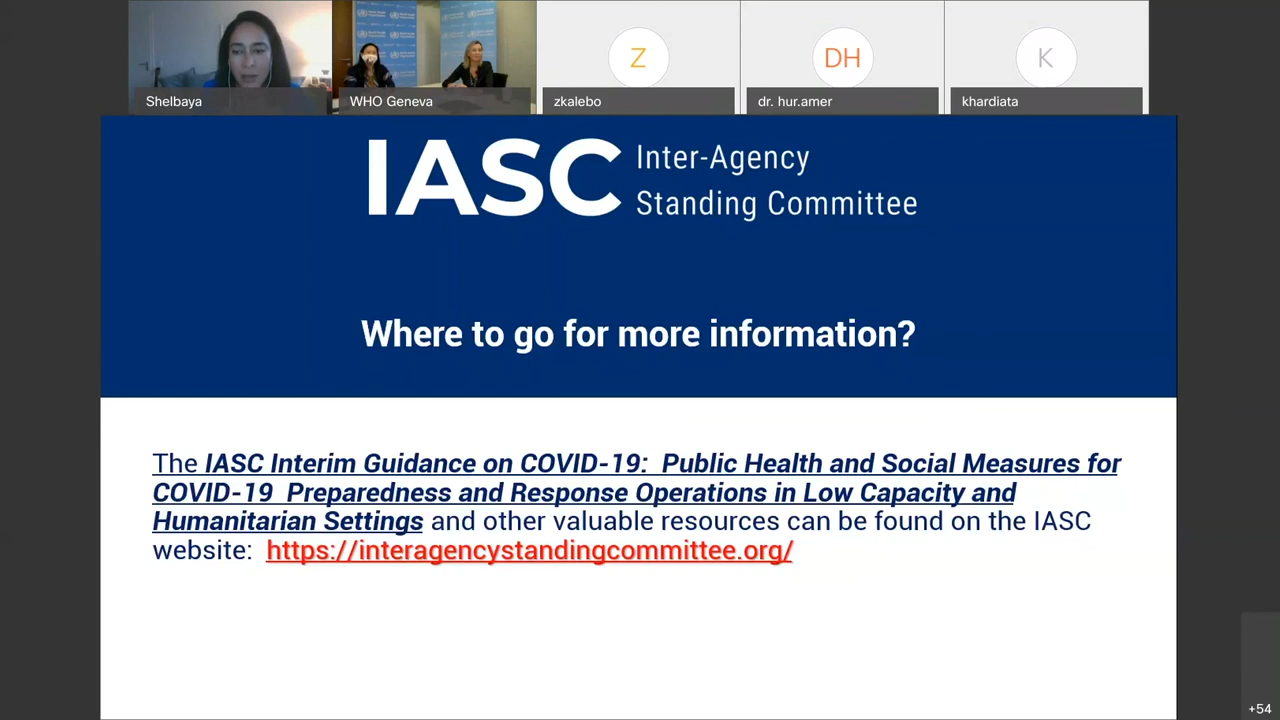 Shelbaya
WHO Geneva
Z
zkalebo
DH
dr. hur.amer
K
khardiata
IASC
Inter-Agency
Standing Committee
Where to go for more information?
The IASC Interim Guidance on COVID-19:  Public Health and Social Measures for
COVID-19  Preparedness and Response Operations in Low Capacity and
Humanitarian Settings and other valuable resources can be found on the IASC
website:  https://interagencystandingcommittee.org/
+54